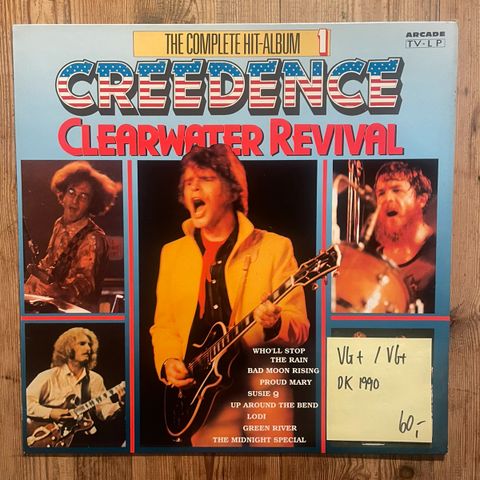 THE COMPLETE HIT-ALBUM 1
ARCADE
TV-LP
CREEDENCE
CLEARWATER REVIVAL
WHO'LL STOP
THE RAIN
BAD MOON RISING
PROUD MARY
SUSIE Q
UP AROUND THE BEND
LODI
GREEN RIVER
THE MIDNIGHT SPECIAL
VG+ / VG+
DK 1990
60,-